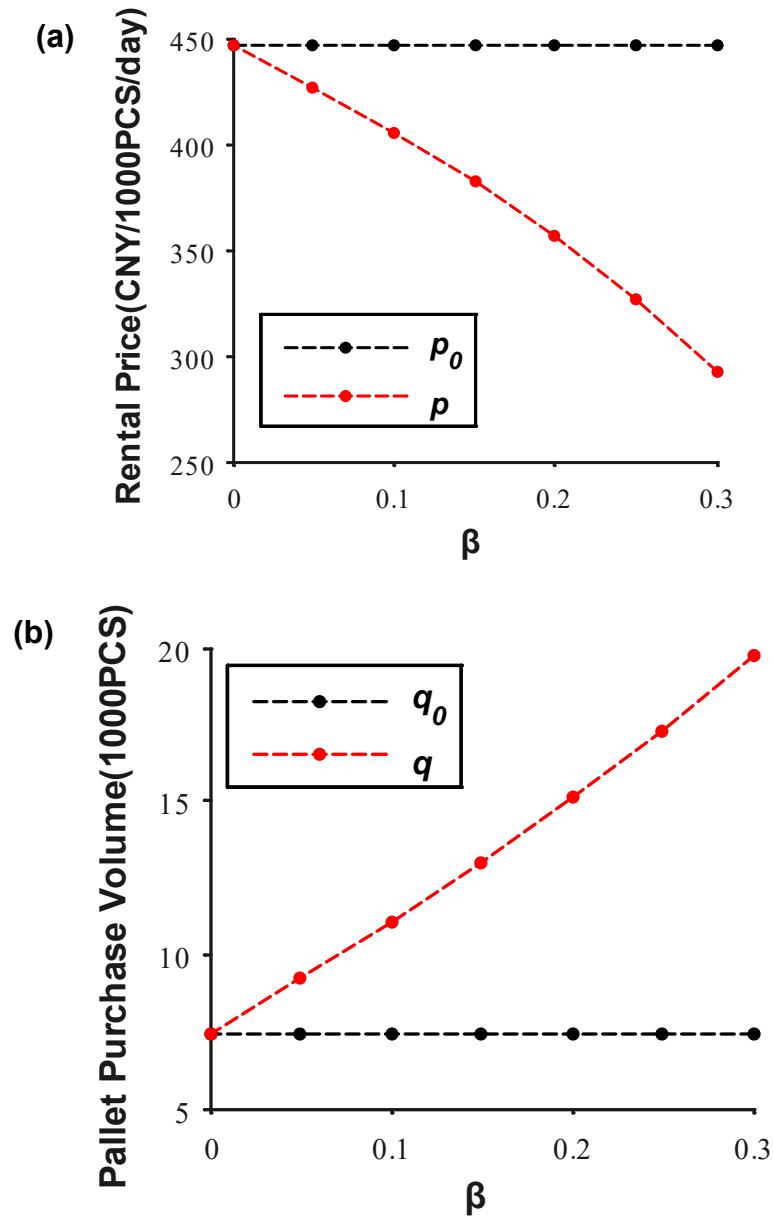 (a)
Rental Price(CNY/1000PCS/day)
450
400
350
300
250
p0
p
0
0.1
0.2
0.3
β
(b)
Pallet Purchase Volume(1000PCS)
20
15
10
5
q0
q
0
0.1
0.2
0.3
β